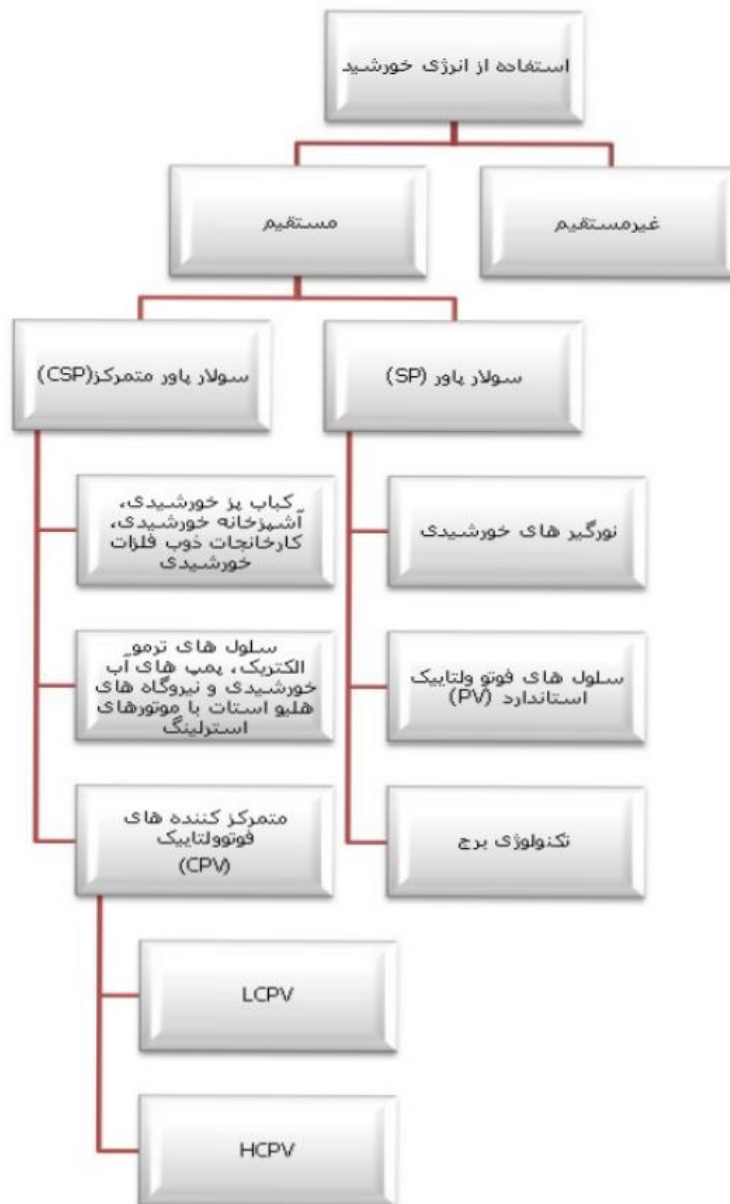 استفاده از انرژی خورشید
مستقیم
غیرمستقیم
سولار پاور متمرکز(CSP)
سولار پاور (SP)
کباب پز خورشیدی،
آشپزخانه خورشیدی،
کارخانجات ذوب فلزات
خورشیدی
نورگیر های خورشیدی
سلول های ترمو
الکتریک، پمپ های آب
خورشیدی و نیروگاه های
هلیو استات با موتورهای
استرلینگ
سلول های فوتو ولتاییک
استاندارد (PV)
متمرکز کننده های
فوتوولتاییک
(CPV)
تکنولوژی برج
LCPV
HCPV